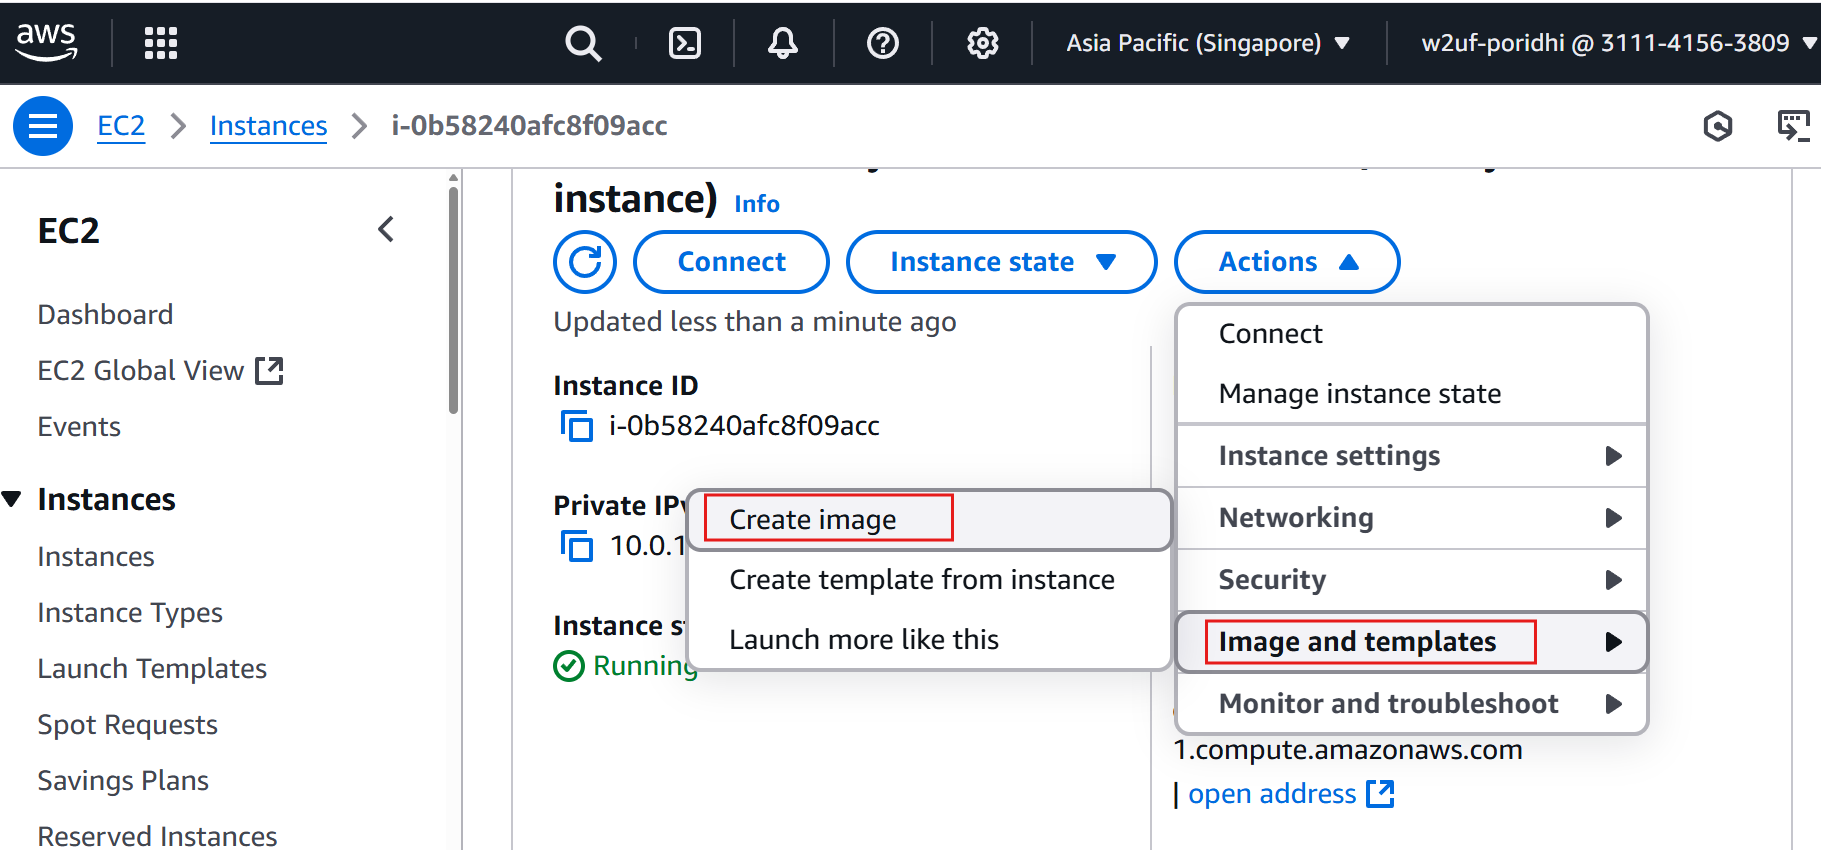 aws
Asia Pacific (Singapore)
w2uf-poridhi @ 3111-4156-3809
EC2
Instances
i-0b58240afc8f09acc
EC2
Dashboard
EC2 Global View
Events
Instances
Instances
Instance Types
Launch Templates
Spot Requests
Savings Plans
Reserved Instances
instance) Info
Connect
Instance state
Actions
Updated less than a minute ago
Instance ID
i-0b58240afc8f09acc
Private
10.0.1
Instance
Running
Create image
Create template from instance
Launch more like this
Connect
Manage instance state
Instance settings
Networking
Security
Image and templates
Monitor and troubleshoot
1.compute.amazonaws.com
| open address